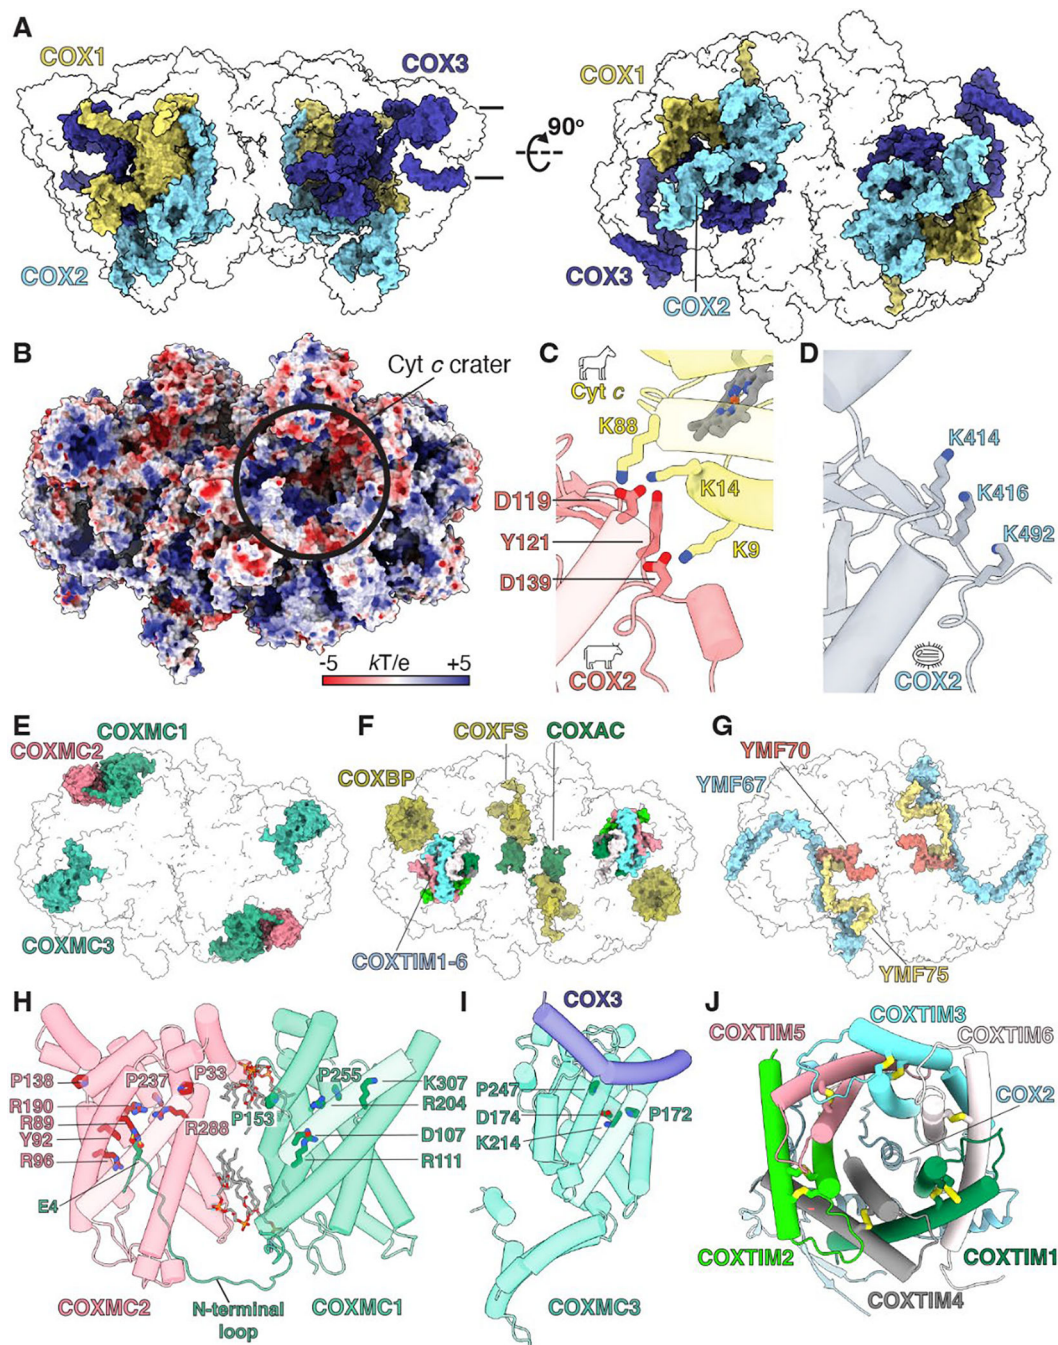 A
COX1
COX3
COX2
90°
COX1
COX3
COX2
B
Cyt c crater
-5 kT/e +5
C
Cyt c
K88
K14
D119
Y121
K9
D139
COX2
D
K414
K416
K492
COX2
E
COXMC1
COXMC2
COXMC3
F
COXFS
COXAC
COXBP
COXTIM1-6
G
YMF70
YMF67
YMF75
H
P138
P237
P33
P255
K307
R190
P153
R204
R89
R288
Y92
D107
R96
R111
E4
COXMC2
N-terminal
loop
COXMC1
I
COX3
P247
D174
P172
K214
COXMC3
J
COXTIM3
COXTIM5
COXTIM6
COX2
COXTIM2
COXTIM1
COXTIM4